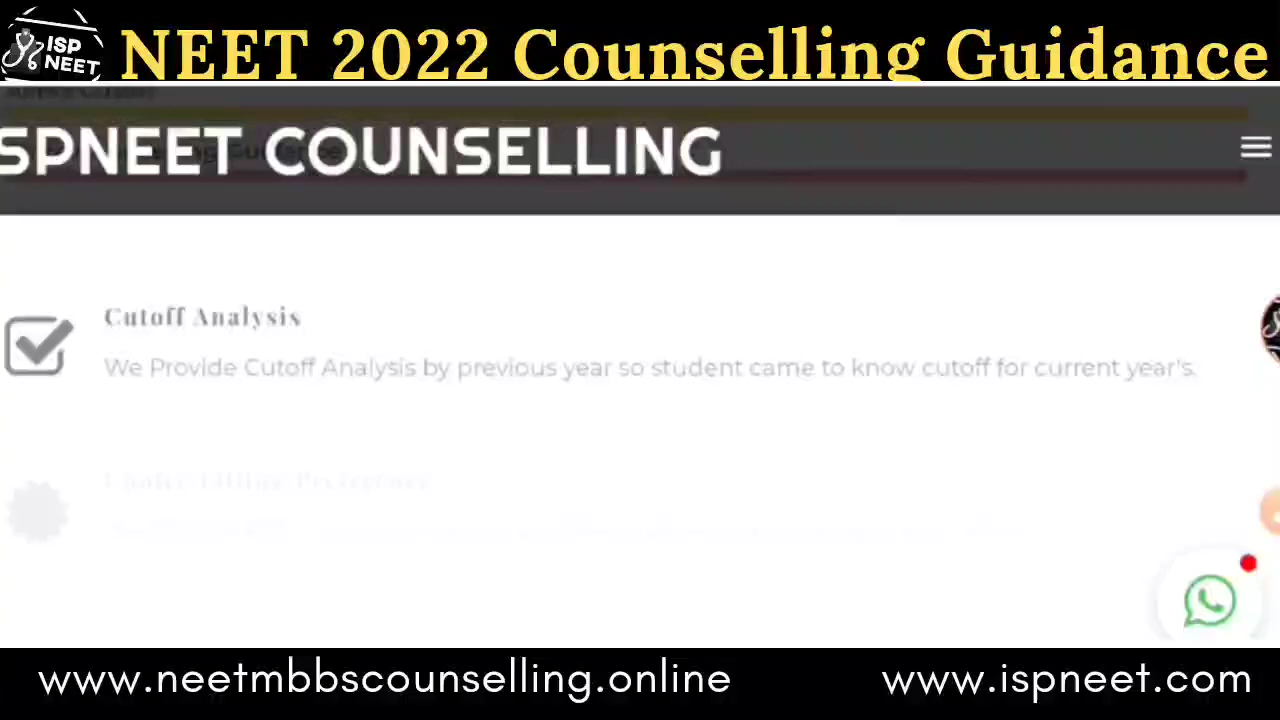 ISP
NEET
NEET 2022 Counselling Guidance
SPNEET COUNSELLING
Cutoff Analysis
We Provide Cutoff Analysis by previous year so student came to know cutoff for current year's.
www.neetmbbscounselling.online
www.ispneet.com